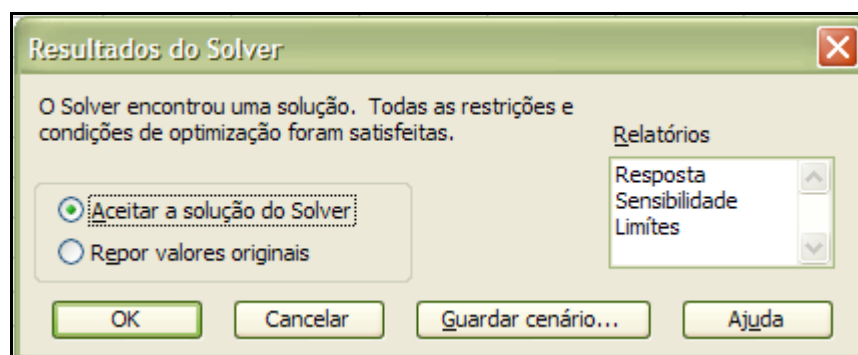 Resultados do Solver
O Solver encontrou uma solução. Todas as restrições e
condições de optimização foram satisfeitas.
Relatórios
Resposta
Sensibilidade
Limítes
Aceitar a solução do Solver
Repor valores originais
OK
Cancelar
Guardar cenário...
Ajuda